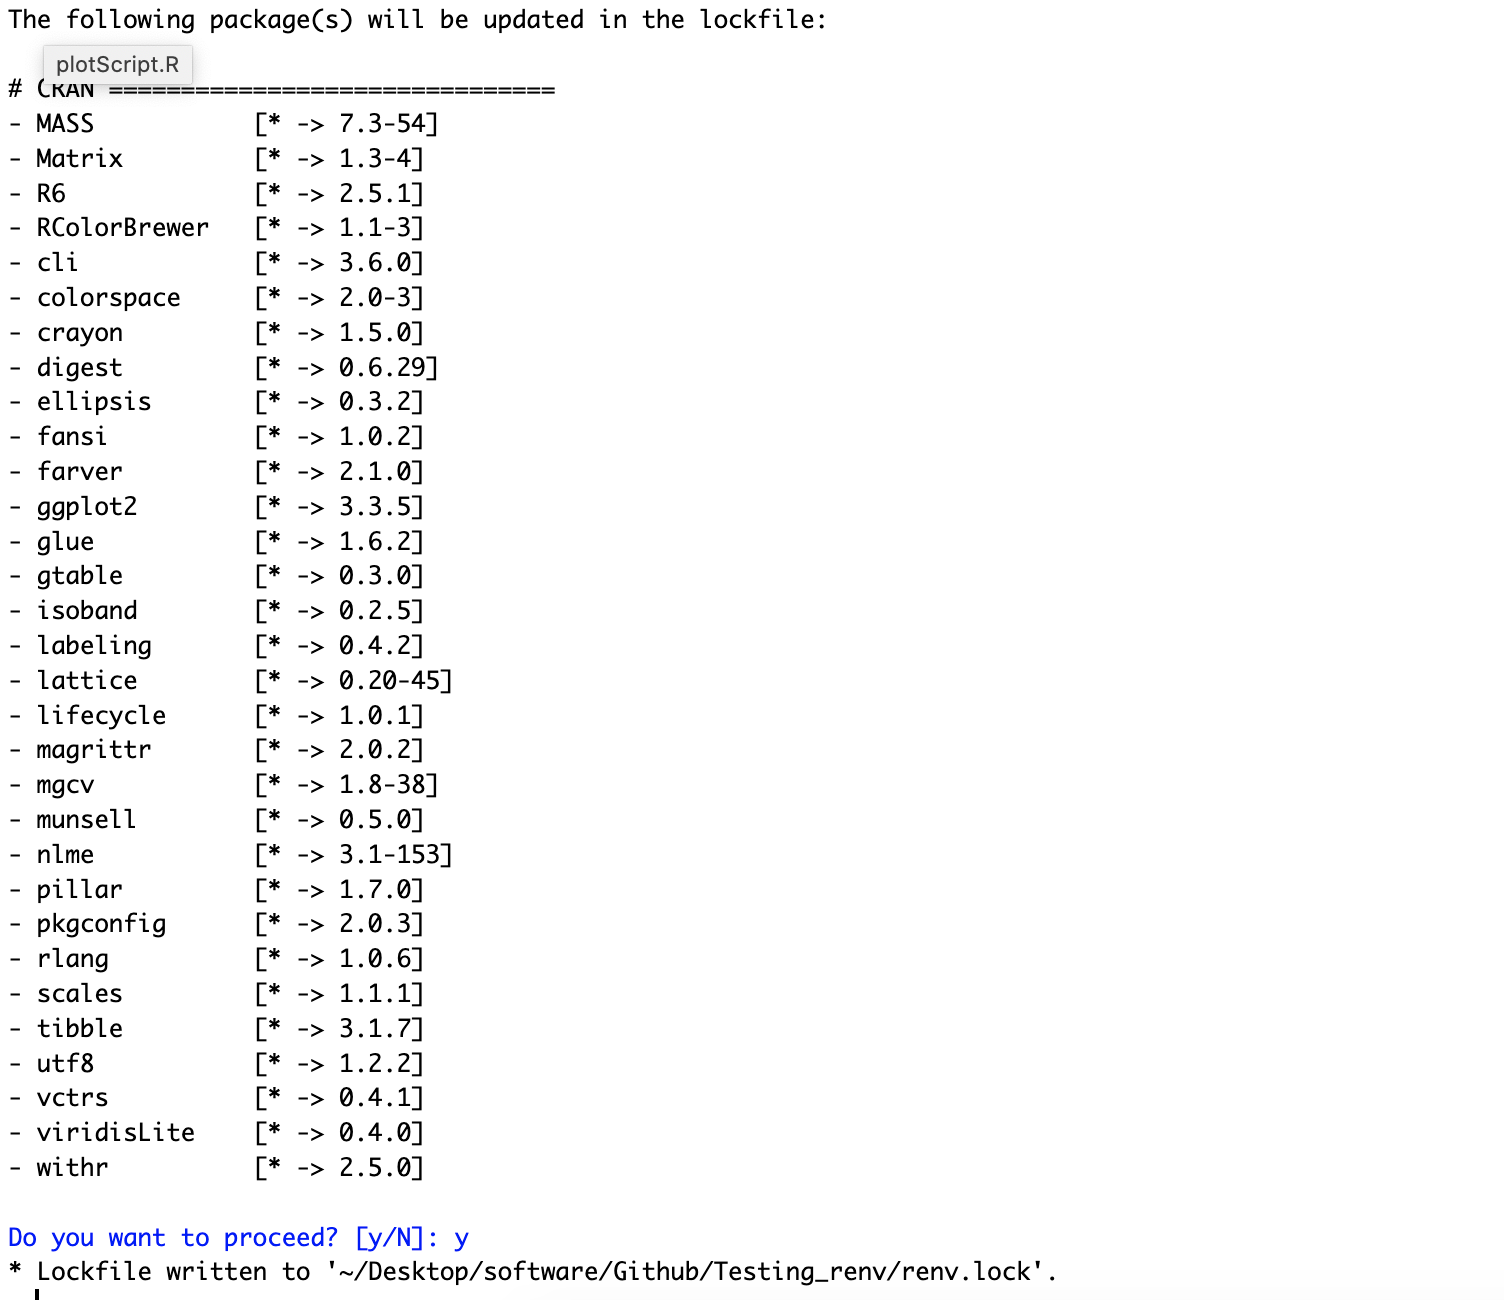 The following package(s) will be updated in the lockfile:
plotScript.R
# CRAN ===============================
- MASS [* -> 7.3-54]
- Matrix [* -> 1.3-4]
- R6 [* -> 2.5.1]
- RColorBrewer [* -> 1.1-3]
- cli [* -> 3.6.0]
- colorspace [* -> 2.0-3]
- crayon [* -> 1.5.0]
- digest [* -> 0.6.29]
- ellipsis [* -> 0.3.2]
- fansi [* -> 1.0.2]
- farver [* -> 2.1.0]
- ggplot2 [* -> 3.3.5]
- glue [* -> 1.6.2]
- gtable [* -> 0.3.0]
- isoband [* -> 0.2.5]
- labeling [* -> 0.4.2]
- lattice [* -> 0.20-45]
- lifecycle [* -> 1.0.1]
- magrittr [* -> 2.0.2]
- mgcv [* -> 1.8-38]
- munsell [* -> 0.5.0]
- nlme [* -> 3.1-153]
- pillar [* -> 1.7.0]
- pkgconfig [* -> 2.0.3]
- rlang [* -> 1.0.6]
- scales [* -> 1.1.1]
- tibble [* -> 3.1.7]
- utf8 [* -> 1.2.2]
- vctrs [* -> 0.4.1]
- viridisLite [* -> 0.4.0]
- withr [* -> 2.5.0]
Do you want to proceed? [y/N]: y
* Lockfile written to '~/Desktop/software/Github/Testing_renv/renv.lock'.